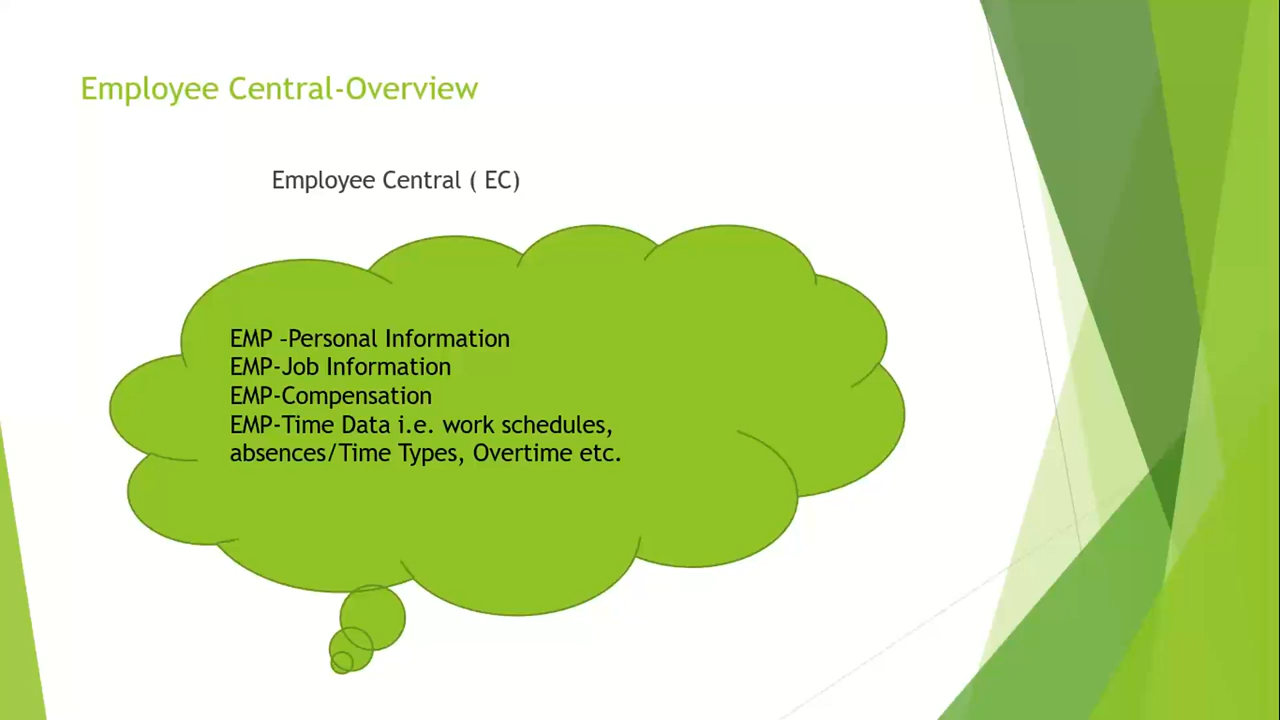 Employee Central-Overview
Employee Central ( EC)
EMP –Personal Information
EMP-Job Information
EMP-Compensation
EMP-Time Data i.e. work schedules,
absences/Time Types, Overtime etc.